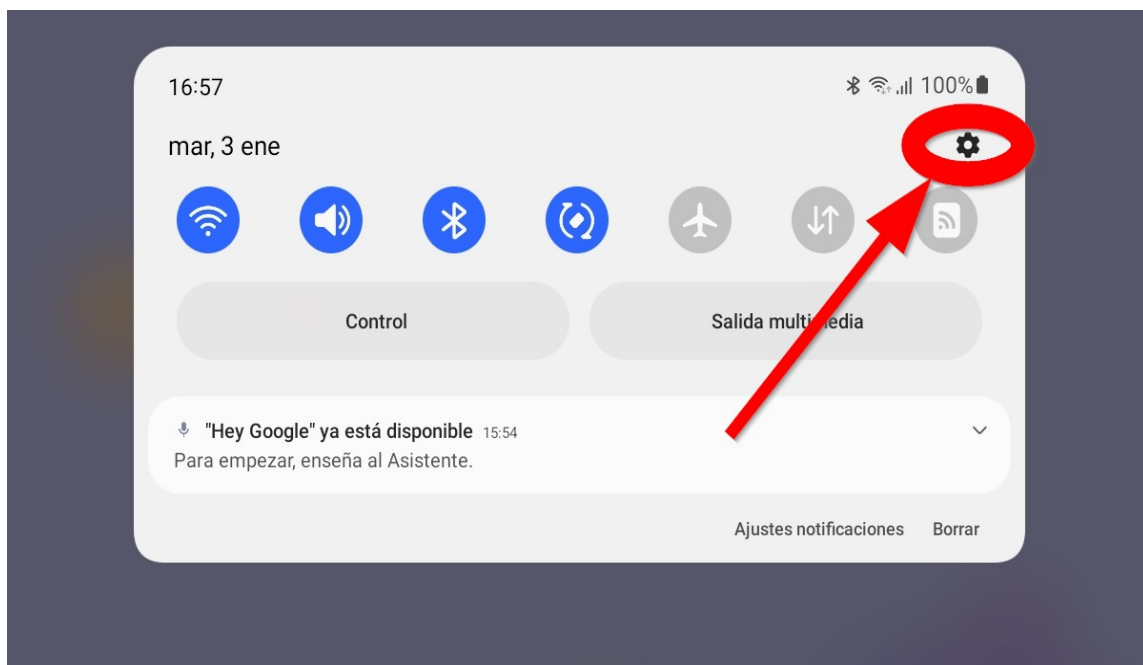 16:57
100%
mar, 3 ene
Control
Salida multimedia
"Hey Google" ya está disponible 15:54
Para empezar, enseña al Asistente.
Ajustes notificaciones Borrar